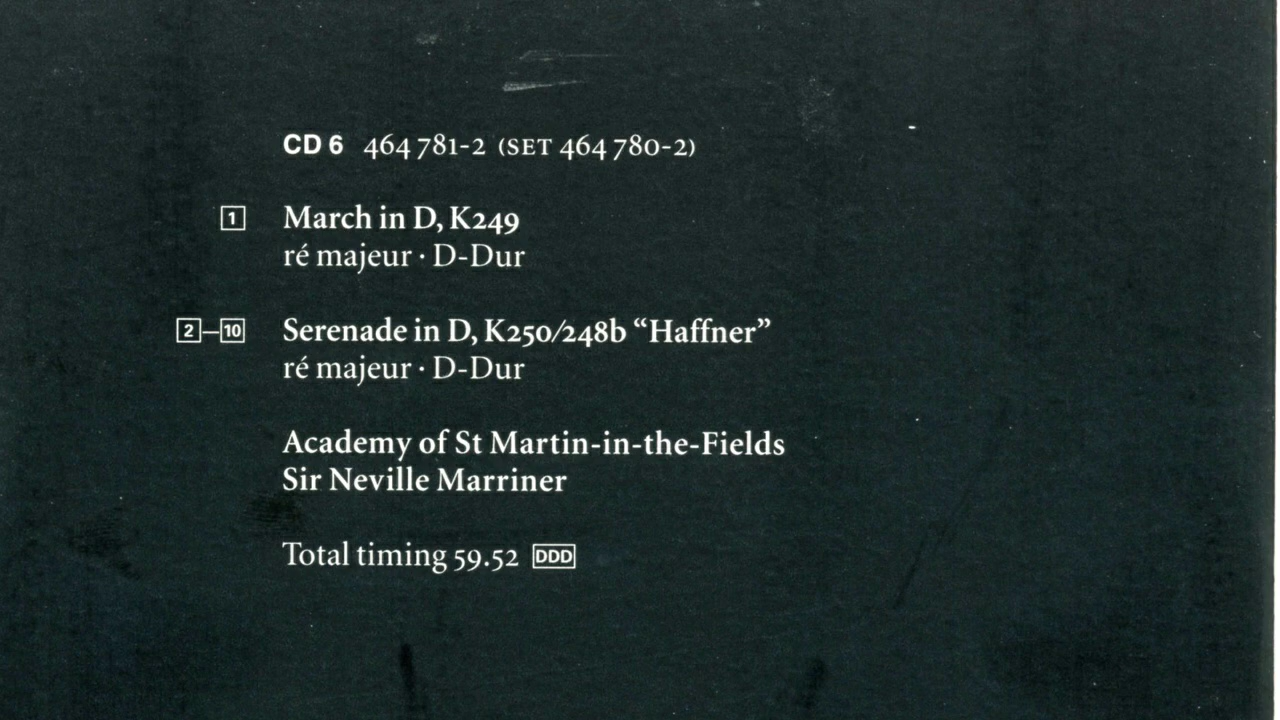 CD 6 464 781-2 (SET 464 780-2)
1 March in D, K249
ré majeur · D-Dur
2–10 Serenade in D, K250/248b “Haffner”
ré majeur · D-Dur
Academy of St Martin-in-the-Fields
Sir Neville Marriner
Total timing 59.52 DDD